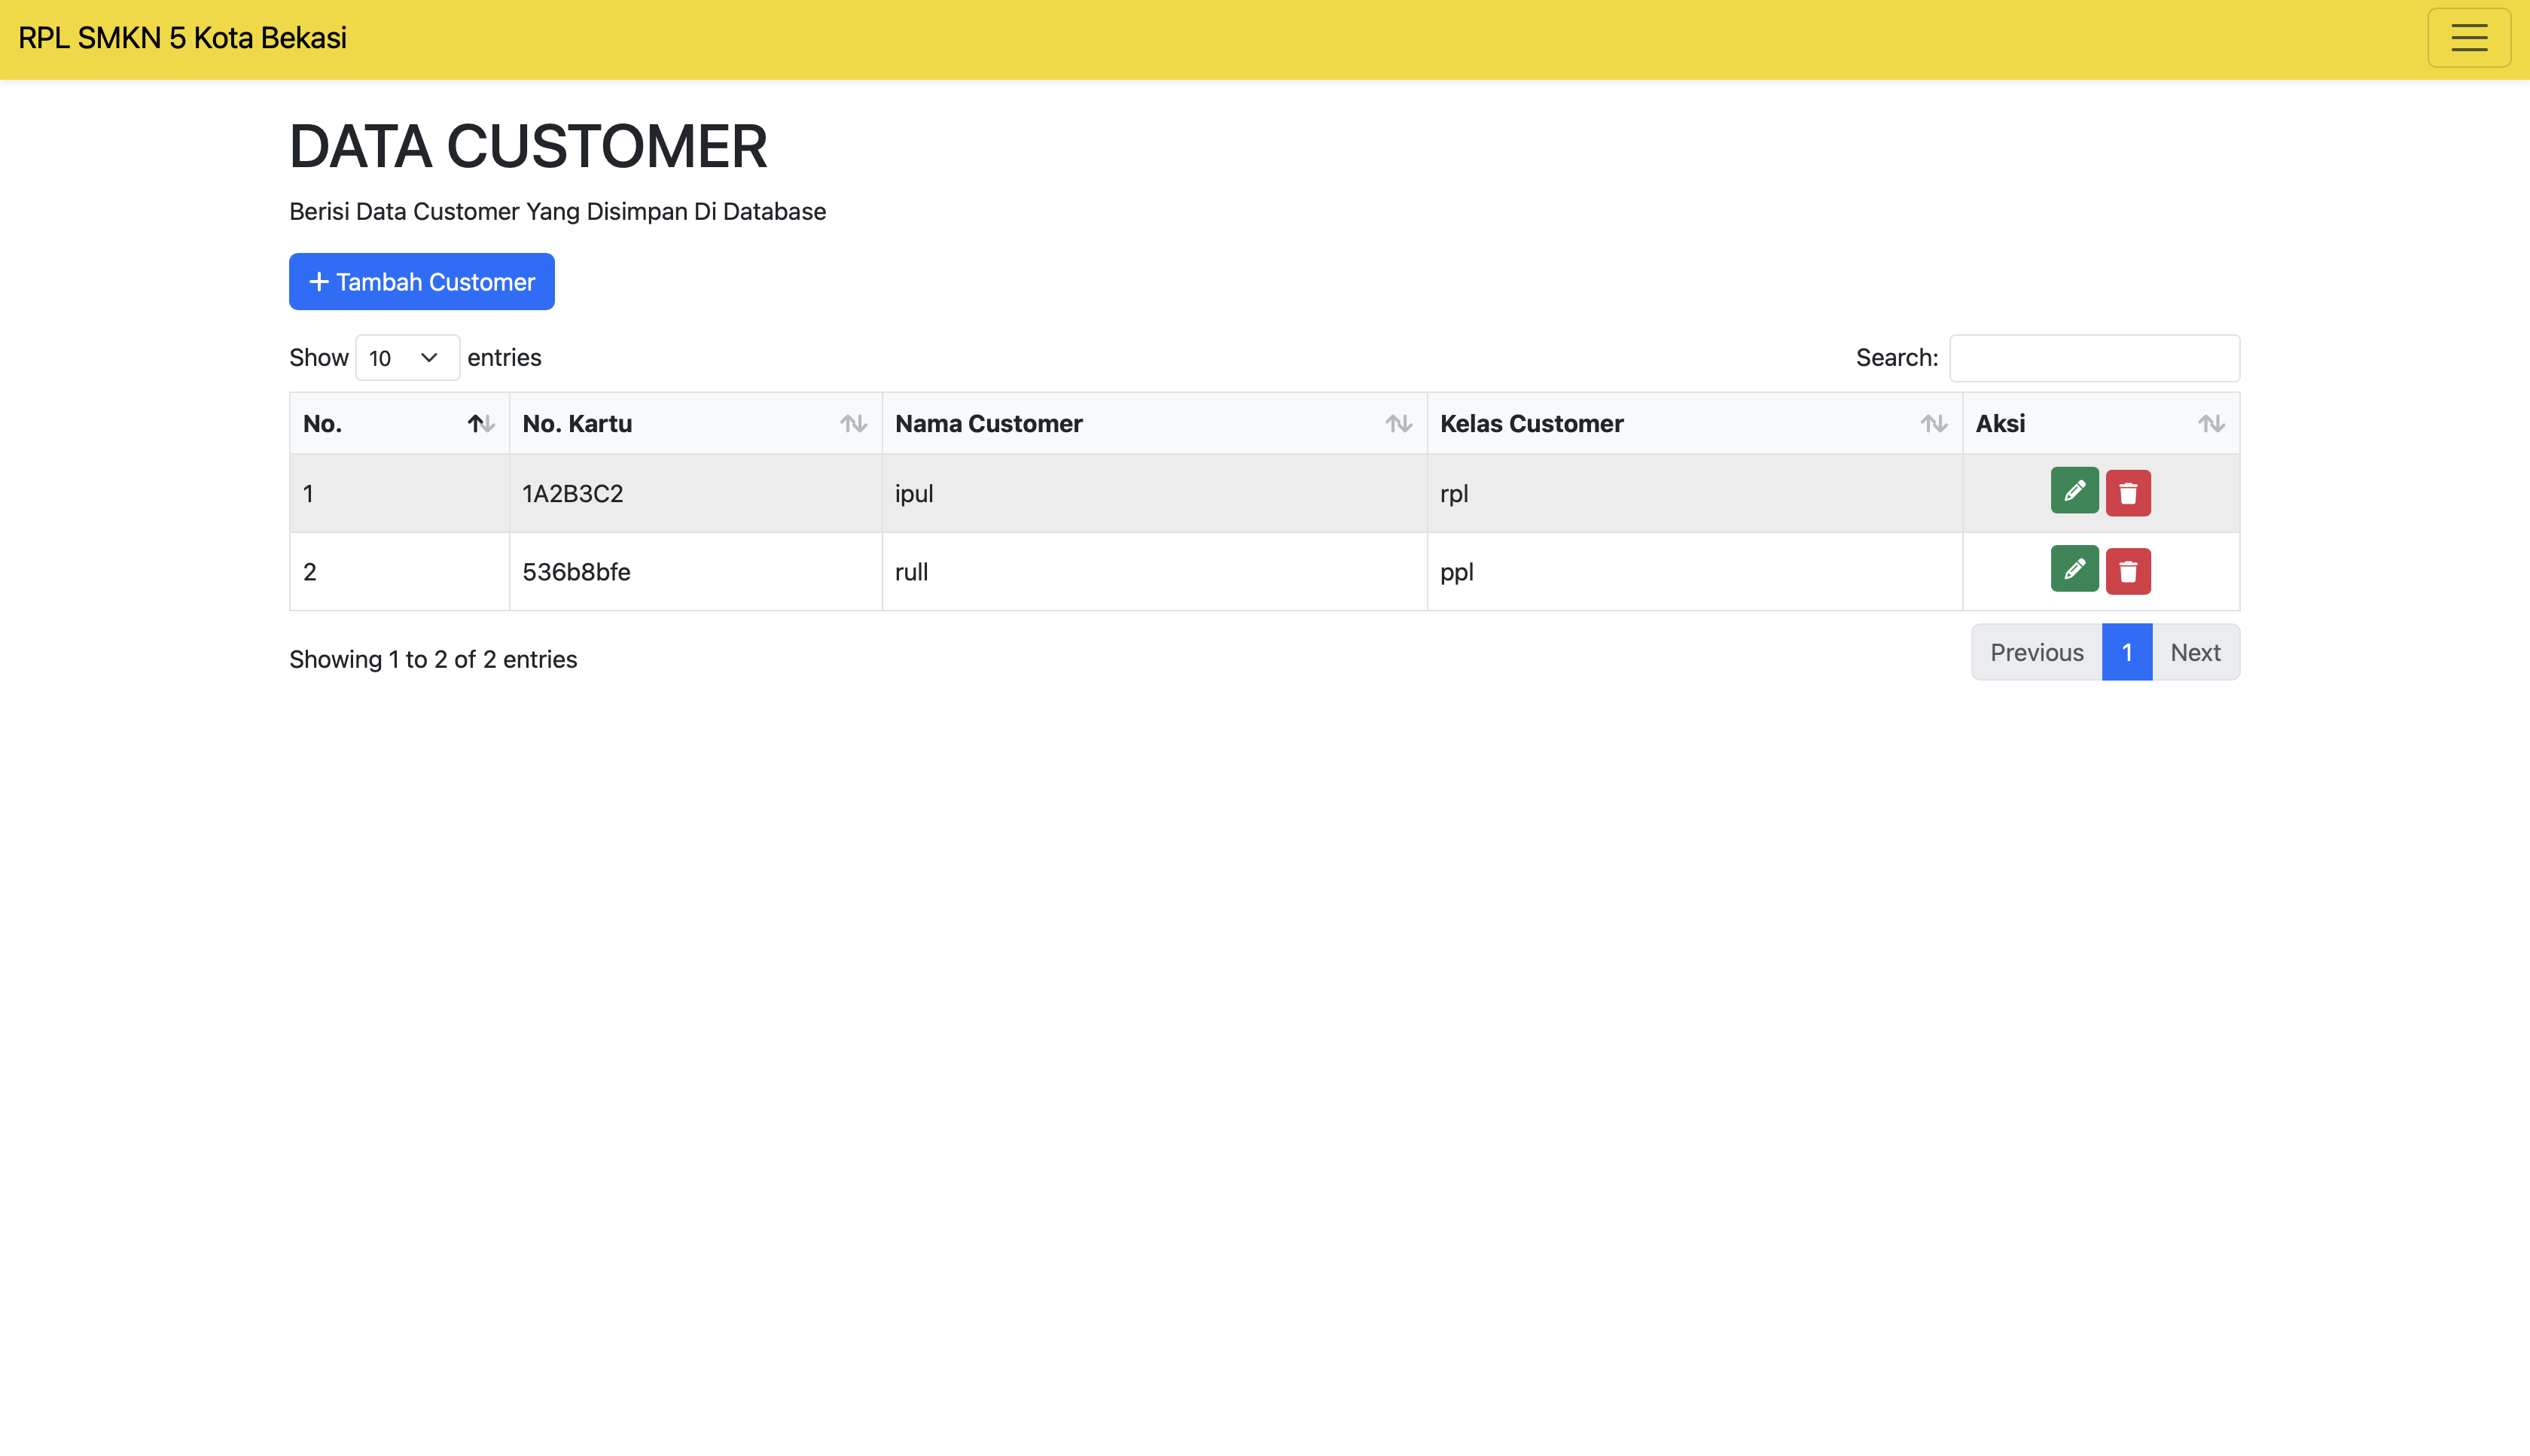 RPL SMKN 5 Kota Bekasi
DATA CUSTOMER
Berisi Data Customer Yang Disimpan Di Database
+ Tambah Customer
Show 10 entries Search:
No. No. Kartu Nama Customer Kelas Customer Aksi
1 1A2B3C2 ipul rpl
2 536b8bfe rull ppl
Showing 1 to 2 of 2 entries Previous 1 Next